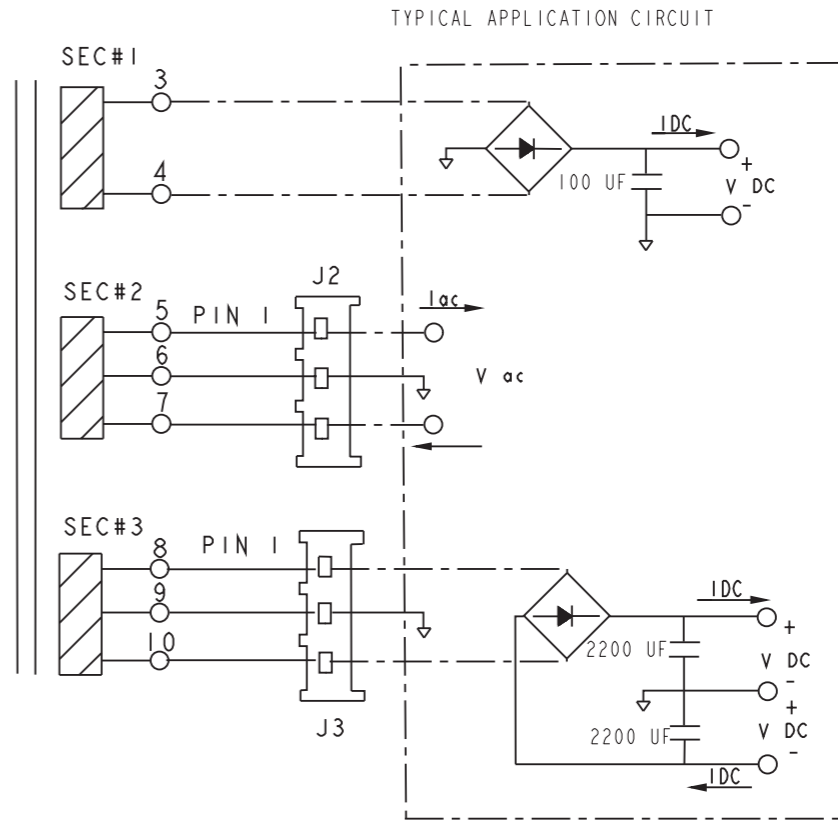 TYPICAL APPLICATION CIRCUIT
SEC#1
3
4
IDC
+
100 UF
V DC
-
SEC#2
J2
5
PIN 1
6
7
Iac
V ac
SEC#3
8
PIN 1
9
10
J3
IDC
+
2200 UF
V DC
-
+
2200 UF
V DC
-
IDC